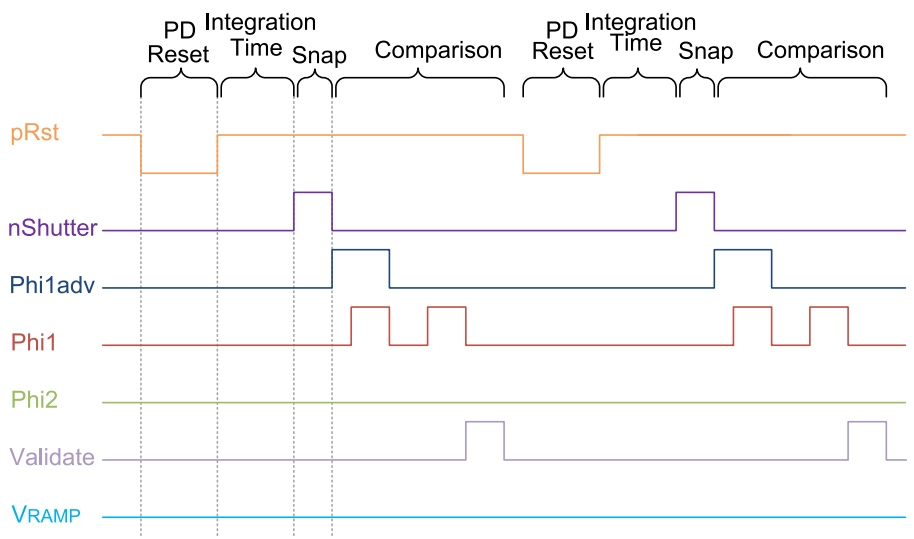 PD
Reset
Integration
Time
Snap
Comparison
PD
Reset
Integration
Time
Snap
Comparison
pRst
nShutter
Phi1adv
Phi1
Phi2
Validate
VRAMP